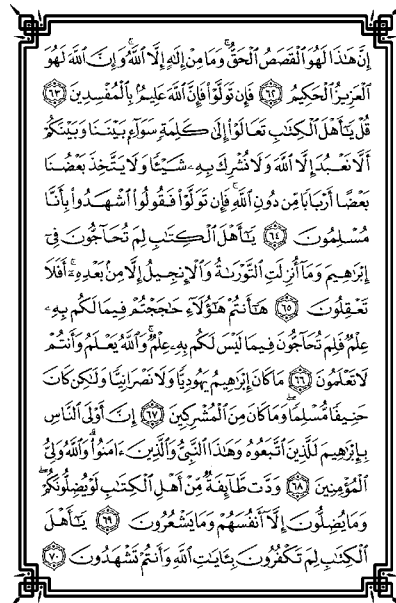 إِنَّ هَٰذَا لَهُوَ ٱلْقَصَصُ ٱلْحَقُّ ۚ وَمَا مِنْ إِلَٰهٍ إِلَّا ٱللَّهُ ۚ وَإِنَّ ٱللَّهَ لَهُوَ
ٱلْعَزِيزُ ٱلْحَكِيمُ ۝٦٢ فَإِن تَوَلَّوْا۟ فَإِنَّ ٱللَّهَ عَلِيمٌۢ بِٱلْمُفْسِدِينَ ۝٦٣
قُلْ يَٰٓأَهْلَ ٱلْكِتَٰبِ تَعَالَوْا۟ إِلَىٰ كَلِمَةٍ سَوَآءٍۭ بَيْنَنَا وَبَيْنَكُمْ
أَلَّا نَعْبُدَ إِلَّا ٱللَّهَ وَلَا نُشْرِكَ بِهِۦ شَيْـًٔا وَلَا يَتَّخِذَ بَعْضُنَا
بَعْضًا أَرْبَابًا مِّن دُونِ ٱللَّهِ ۚ فَإِن تَوَلَّوْا۟ فَقُولُوا۟ ٱشْهَدُوا۟ بِأَنَّا
مُسْلِمُونَ ۝٦٤ يَٰٓأَهْلَ ٱلْكِتَٰبِ لِمَ تُحَآجُّونَ فِىٓ
إِبْرَٰهِيمَ وَمَآ أُنزِلَتِ ٱلتَّوْرَىٰةُ وَٱلْإِنجِيلُ إِلَّا مِنۢ بَعْدِهِۦٓ ۚ أَفَلَا
تَعْقِلُونَ ۝٦٥ هَٰٓأَنتُمْ هَٰٓؤُلَآءِ حَٰجَجْتُمْ فِيمَا لَكُم بِهِۦ
عِلْمٌ فَلِمَ تُحَآجُّونَ فِيمَا لَيْسَ لَكُم بِهِۦ عِلْمٌ ۚ وَٱللَّهُ يَعْلَمُ وَأَنتُمْ
لَا تَعْلَمُونَ ۝٦٦ مَا كَانَ إِبْرَٰهِيمُ يَهُودِيًّا وَلَا نَصْرَانِيًّا وَلَٰكِن كَانَ
حَنِيفًا مُّسْلِمًا وَمَا كَانَ مِنَ ٱلْمُشْرِكِينَ ۝٦٧ إِنَّ أَوْلَى ٱلنَّاسِ
بِإِبْرَٰهِيمَ لَلَّذِينَ ٱتَّبَعُوهُ وَهَٰذَا ٱلنَّبِىُّ وَٱلَّذِينَ ءَامَنُوا۟ ۗ وَٱللَّهُ وَلِىُّ
ٱلْمُؤْمِنِينَ ۝٦٨ وَدَّت طَّآئِفَةٌ مِّنْ أَهْلِ ٱلْكِتَٰبِ لَوْ يُضِلُّونَكُمْ
وَمَا يُضِلُّونَ إِلَّآ أَنفُسَهُمْ وَمَا يَشْعُرُونَ ۝٦٩ يَٰٓأَهْلَ
ٱلْكِتَٰبِ لِمَ تَكْفُرُونَ بِـَٔايَٰتِ ٱللَّهِ وَأَنتُمْ تَشْهَدُونَ ۝٧٠